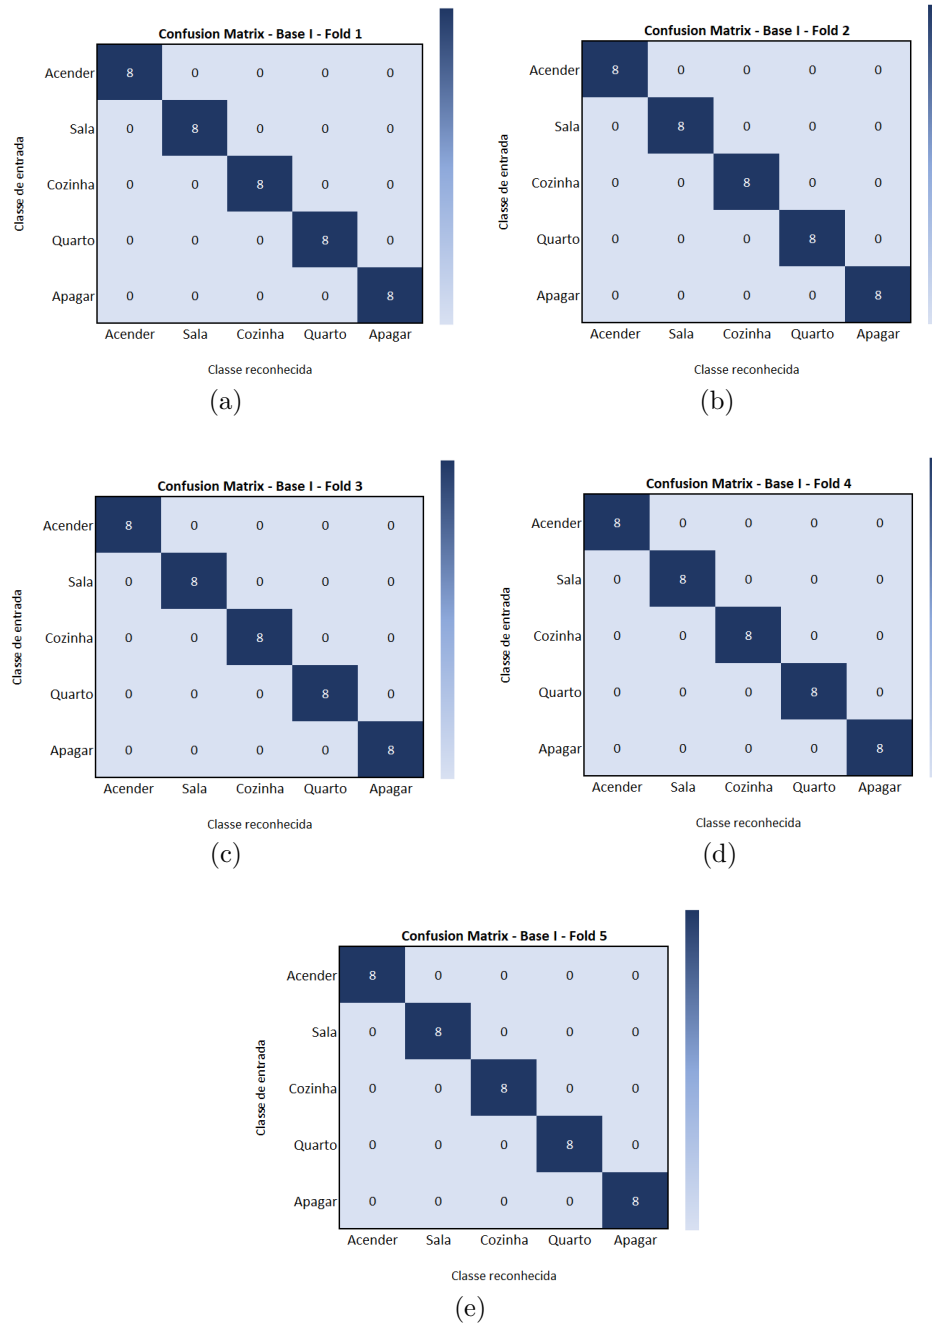 Confusion Matrix - Base I - Fold 1
Classe de entrada
Acender 8 0 0 0 0
Sala 0 8 0 0 0
Cozinha 0 0 8 0 0
Quarto 0 0 0 8 0
Apagar 0 0 0 0 8
Acender Sala Cozinha Quarto Apagar
Classe reconhecida
(a)
Confusion Matrix - Base I - Fold 2
Classe de entrada
Acender 8 0 0 0 0
Sala 0 8 0 0 0
Cozinha 0 0 8 0 0
Quarto 0 0 0 8 0
Apagar 0 0 0 0 8
Acender Sala Cozinha Quarto Apagar
Classe reconhecida
(b)
Confusion Matrix - Base I - Fold 3
Classe de entrada
Acender 8 0 0 0 0
Sala 0 8 0 0 0
Cozinha 0 0 8 0 0
Quarto 0 0 0 8 0
Apagar 0 0 0 0 8
Acender Sala Cozinha Quarto Apagar
Classe reconhecida
(c)
Confusion Matrix - Base I - Fold 4
Classe de entrada
Acender 8 0 0 0 0
Sala 0 8 0 0 0
Cozinha 0 0 8 0 0
Quarto 0 0 0 8 0
Apagar 0 0 0 0 8
Acender Sala Cozinha Quarto Apagar
Classe reconhecida
(d)
Confusion Matrix - Base I - Fold 5
Classe de entrada
Acender 8 0 0 0 0
Sala 0 8 0 0 0
Cozinha 0 0 8 0 0
Quarto 0 0 0 8 0
Apagar 0 0 0 0 8
Acender Sala Cozinha Quarto Apagar
Classe reconhecida
(e)